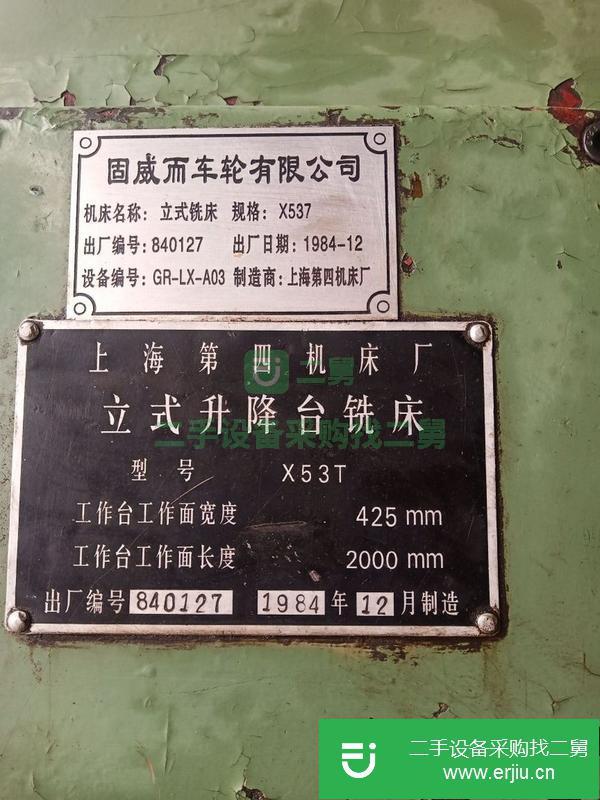 固威而车轮有限公司
机床名称：立式铣床 规格：X537
出厂编号：840127 出厂日期：1984-12
设备编号：GR-LX-A03 制造商：上海第四机床厂
上海第四机床厂
二舅
立式升降台铣床
二手设备采购找二舅
型号 X53T
工作台工作面宽度 425 mm
工作台工作面长度 2000 mm
出厂编号 840127 1984 年 12 月制造
二手设备采购找二舅
www.erjiu.cn